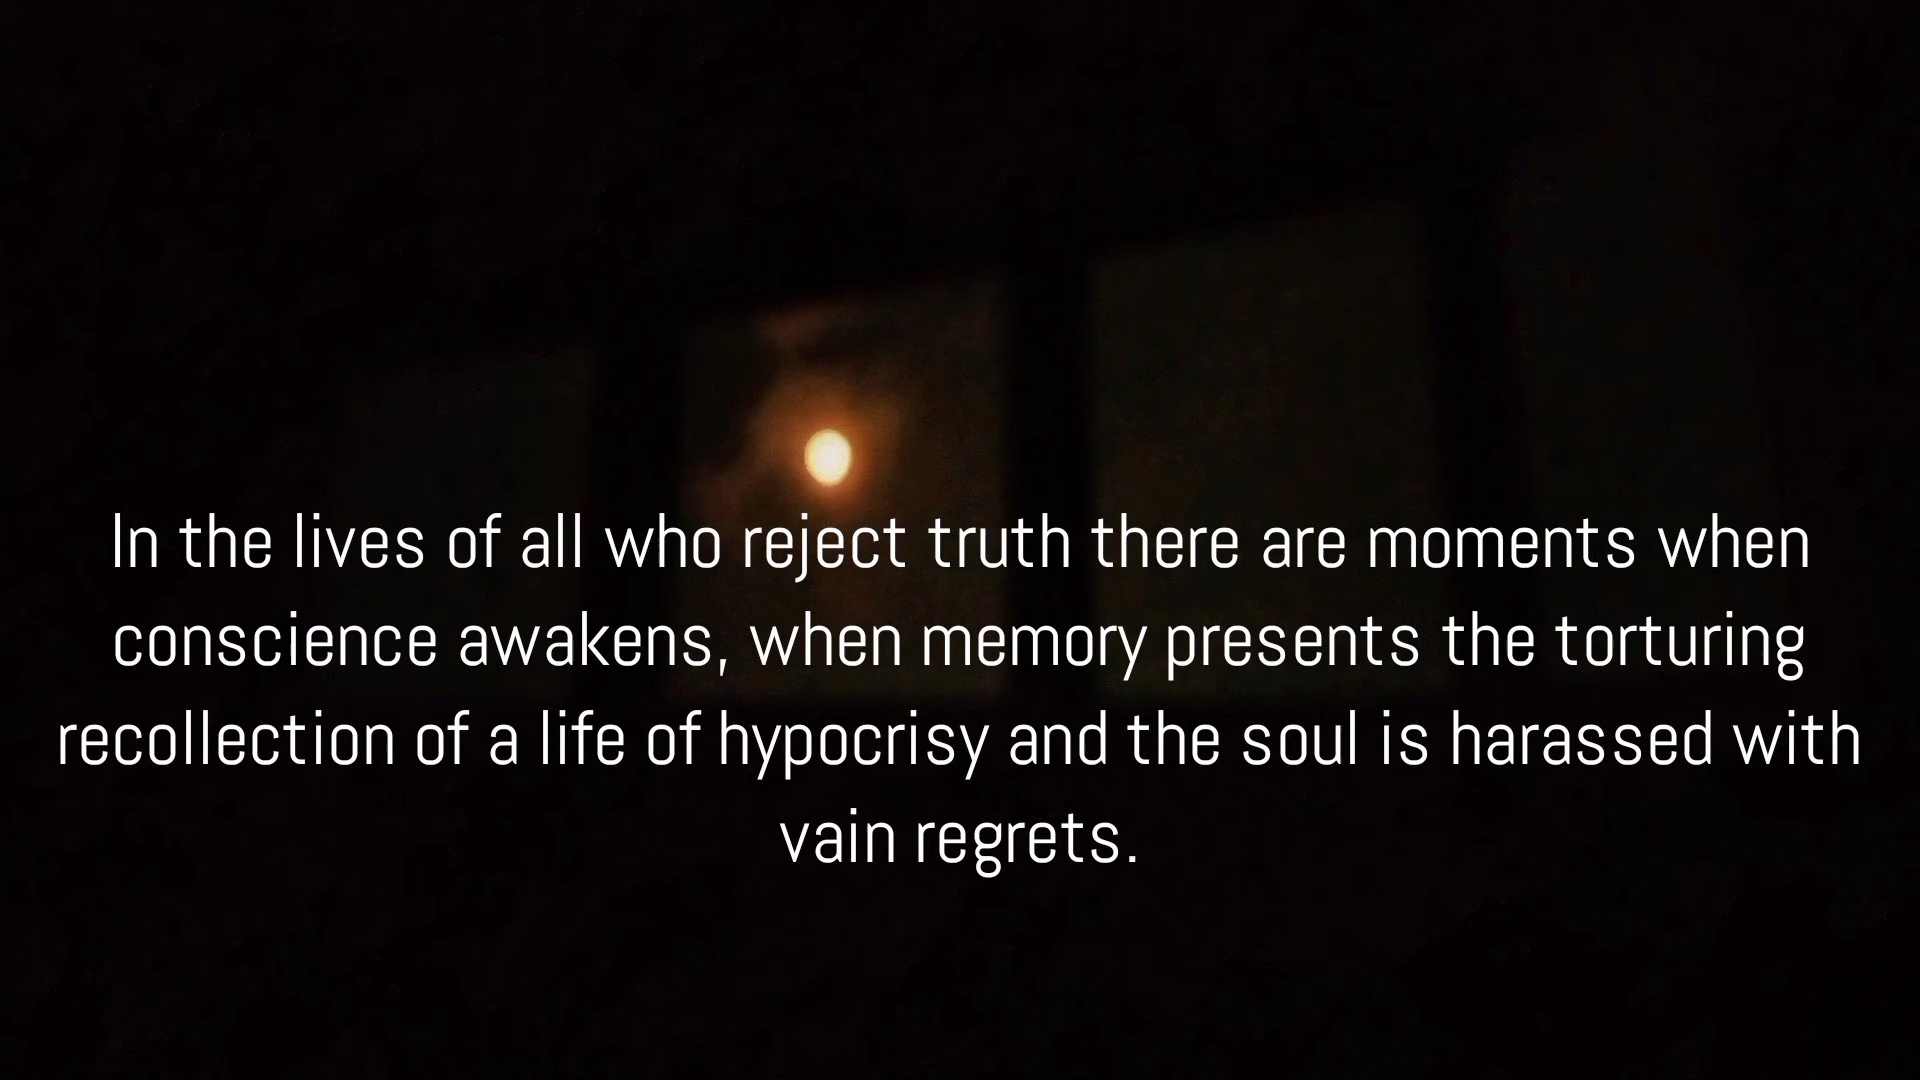 In the lives of all who reject truth there are moments when
conscience awakens, when memory presents the torturing
recollection of a life of hypocrisy and the soul is harassed with
vain regrets.